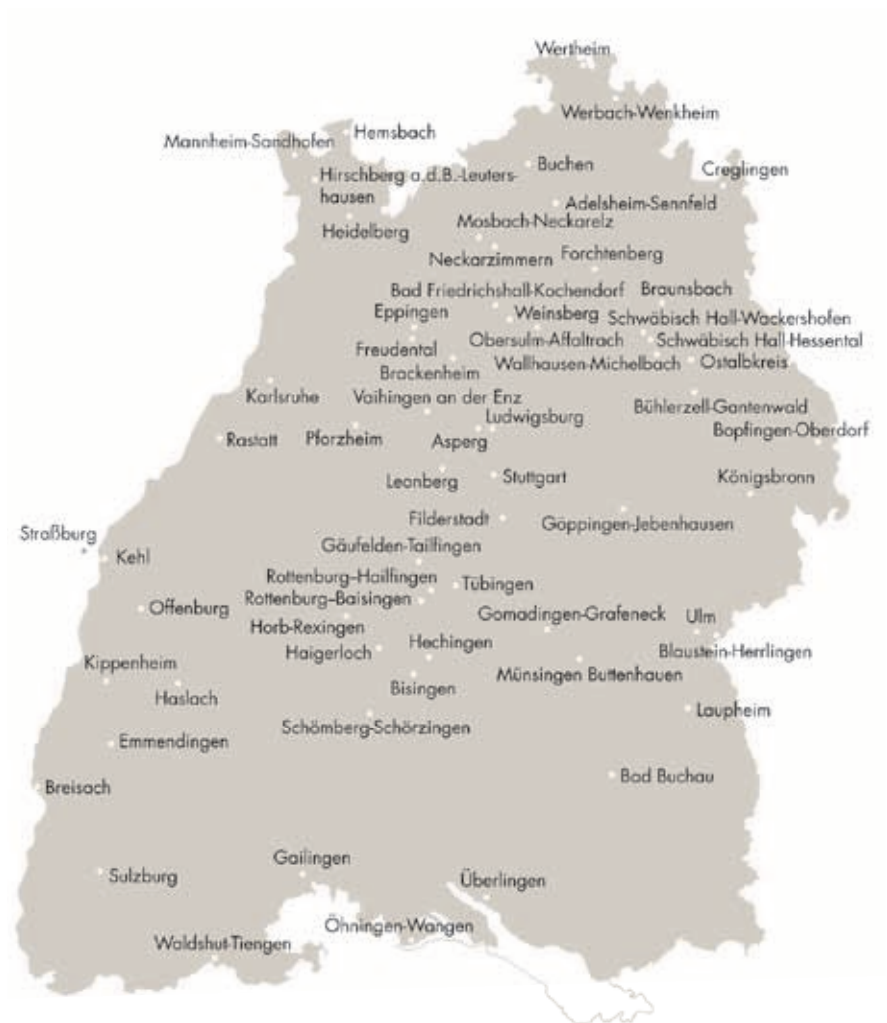 Wertheim
Werbach-Wenkheim
Hemsbach
Mannheim-Sandhofen
Buchen
Creglingen
Hirschberg a.d.B.-Leuters-
hausen
Adelsheim-Sennfeld
Mosbach-Neckarelz
Heidelberg
Neckarzimmern
Forchtenberg
Bad Friedrichshall-Kochendorf
Braunsbach
Eppingen
Weinsberg
Schwäbisch Hall-Wackershofen
Obersulm-Affaltrach
Schwäbisch Hall-Hessental
Freudental
Wallhausen-Michelbach
Ostalbkreis
Brackenheim
Karlsruhe
Vaihingen an der Enz
Bühlerzell-Gantenwald
Ludwigsburg
Bopfingen-Oberdorf
Rastatt
Pforzheim
Asperg
Leonberg
Stuttgart
Königsbronn
Filderstadt
Göppingen-Jebenhausen
Straßburg
Kehl
Gäufelden-Tailfingen
Rottenburg-Hailfingen
Tübingen
Rottenburg-Baisingen
Offenburg
Gomadingen-Grafeneck
Ulm
Horb-Rexingen
Hechingen
Haigerloch
Blaustein-Herrlingen
Kippenheim
Münsingen Buttenhauen
Haslach
Bisingen
Laupheim
Schömberg-Schörzingen
Emmendingen
Bad Buchau
Breisach
Gailingen
Sulzburg
Überlingen
Öhningen-Wangen
Waldshut-Tiengen